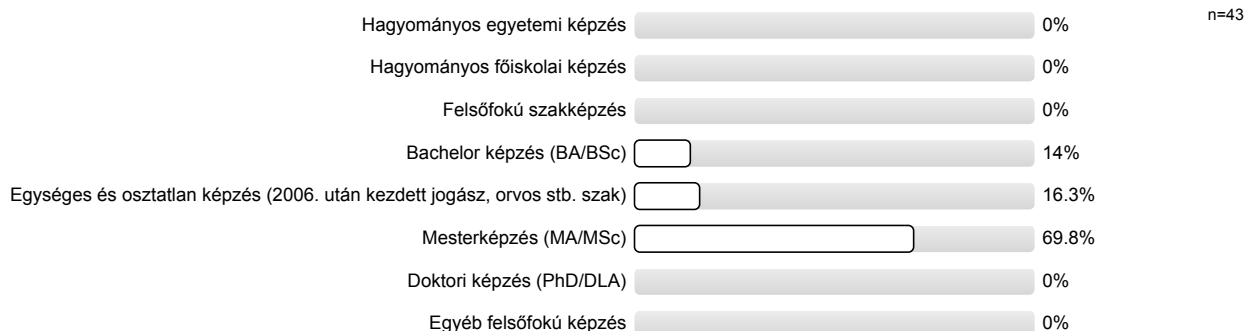 Hagyományos egyetemi képzés 0% n=43
Hagyományos főiskolai képzés 0%
Felsőfokú szakképzés 0%
Bachelor képzés (BA/BSc) 14%
Egységes és osztatlan képzés (2006. után kezdett jogász, orvos stb. szak) 16.3%
Mesterképzés (MA/MSc) 69.8%
Doktori képzés (PhD/DLA) 0%
Egyéb felsőfokú képzés 0%